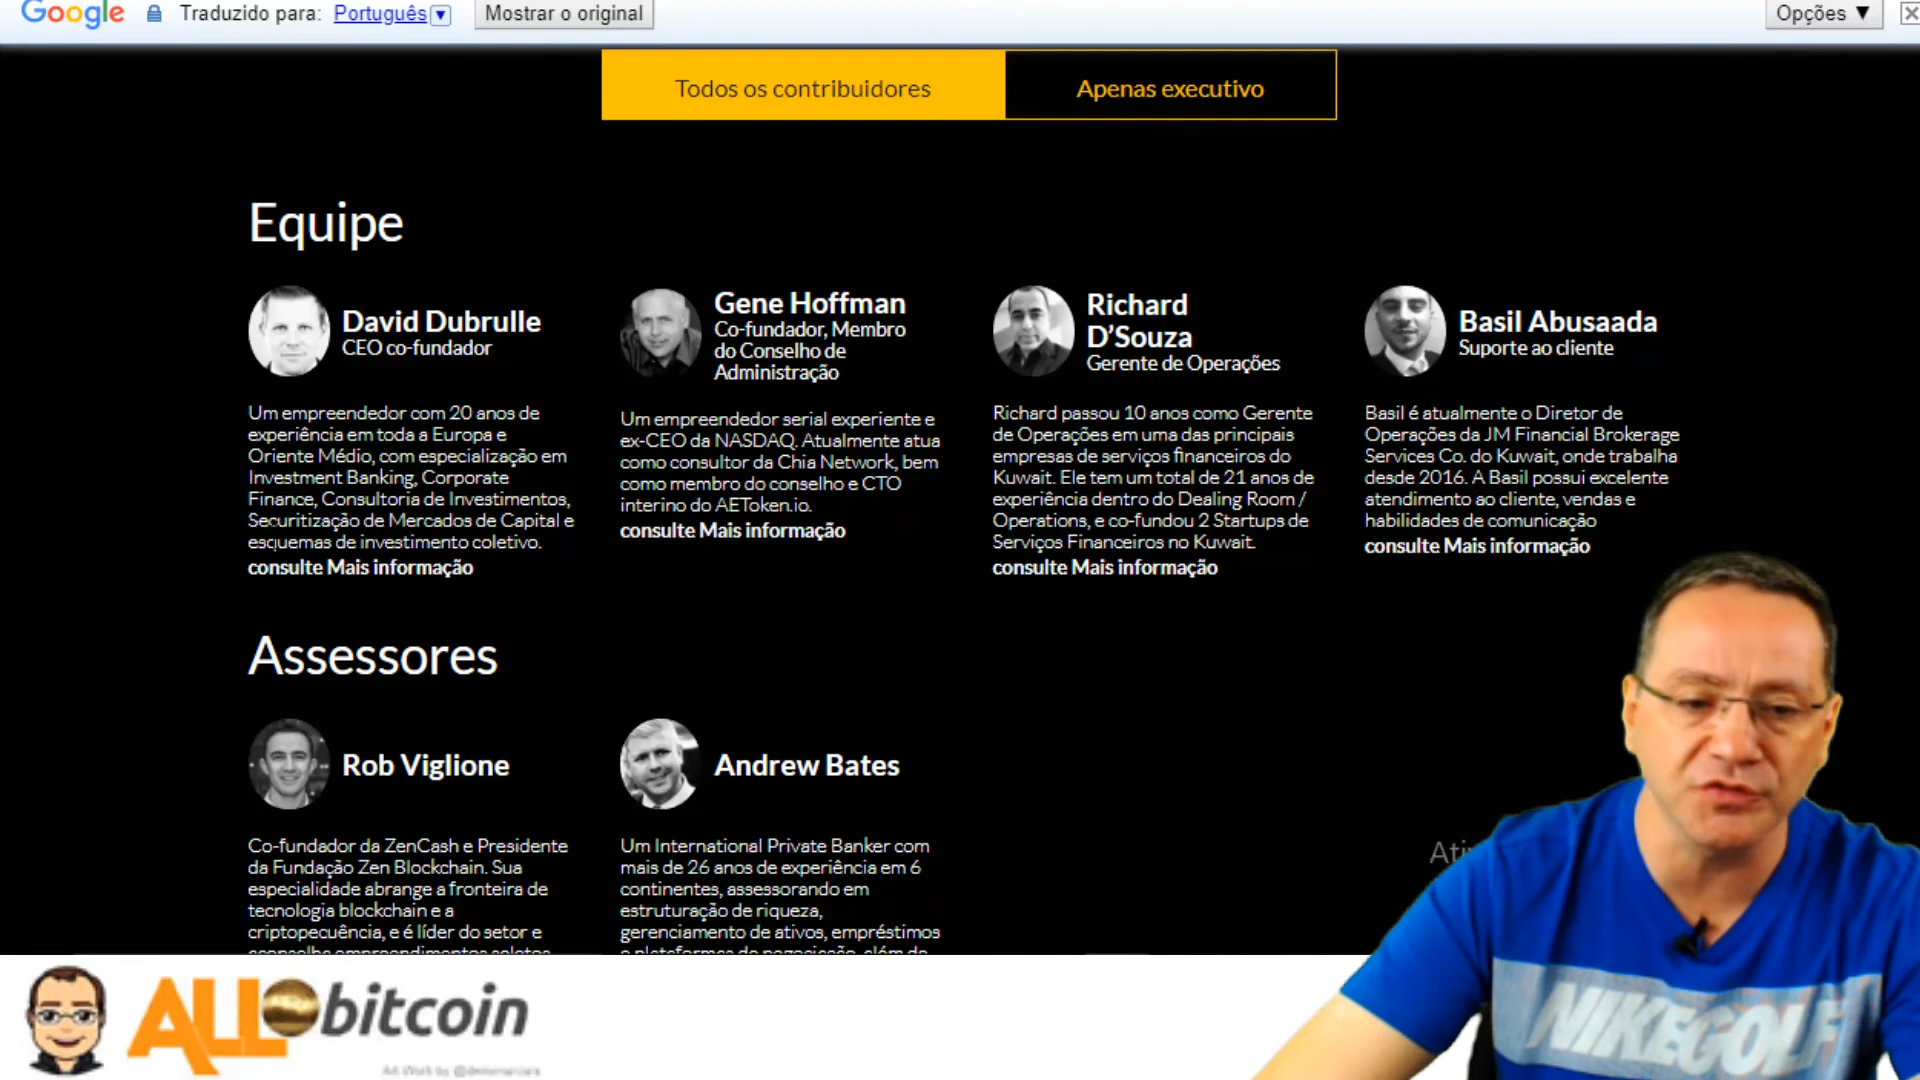 Google Traduzido para: Português Mostrar o original Opções ▼
Todos os contribuidores Apenas executivo
Equipe
David Dubrulle
CEO co-fundador
Um empreendedor com 20 anos de
experiência em toda a Europa e
Oriente Médio, com especialização em
Investment Banking, Corporate
Finance, Consultoria de Investimentos,
Securitização de Mercados de Capital e
esquemas de investimento coletivo.
consulte Mais informação
Gene Hoffman
Co-fundador, Membro
do Conselho de
Administração
Um empreendedor serial experiente e
ex-CEO da NASDAQ. Atualmente atua
como consultor da Chia Network, bem
como membro do conselho e CTO
interino do AEToken.io.
consulte Mais informação
Richard
D'Souza
Gerente de Operações
Richard passou 10 anos como Gerente
de Operações em uma das principais
empresas de serviços financeiros do
Kuwait. Ele tem um total de 21 anos de
experiência dentro do Dealing Room /
Operations, e co-fundou 2 Startups de
Serviços Financeiros no Kuwait.
consulte Mais informação
Basil Abusaada
Suporte ao cliente
Basil é atualmente o Diretor de
Operações da JM Financial Brokerage
Services Co. do Kuwait, onde trabalha
desde 2016. A Basil possui excelente
atendimento ao cliente, vendas e
habilidades de comunicação
consulte Mais informação
Assessores
Rob Viglione
Co-fundador da ZenCash e Presidente
da Fundação Zen Blockchain. Sua
especialidade abrange a fronteira de
tecnologia blockchain e a
criptopecuência, e é líder do setor e
Andrew Bates
Um International Private Banker com
mais de 26 anos de experiência em 6
continentes, assessorando em
estruturação de riqueza,
gerenciamento de ativos, empréstimos
e plataformas de negociação, além de
ALLObitcoin
Art Work by
NIKEGOLF